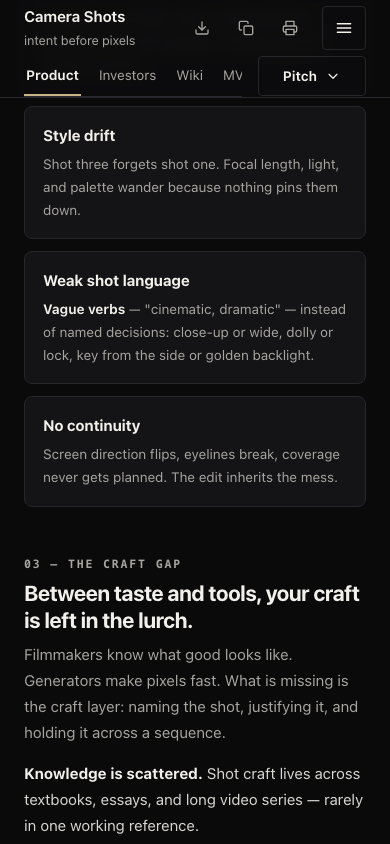 Camera Shots
intent before pixels
Product Investors Wiki MV
Pitch
Style drift
Shot three forgets shot one. Focal length, light,
and palette wander because nothing pins them
down.
Weak shot language
Vague verbs — "cinematic, dramatic" — instead
of named decisions: close-up or wide, dolly or
lock, key from the side or golden backlight.
No continuity
Screen direction flips, eyelines break, coverage
never gets planned. The edit inherits the mess.
03 — THE CRAFT GAP
Between taste and tools, your craft
is left in the lurch.
Filmmakers know what good looks like.
Generators make pixels fast. What is missing is
the craft layer: naming the shot, justifying it, and
holding it across a sequence.
Knowledge is scattered. Shot craft lives across
textbooks, essays, and long video series — rarely
in one working reference.